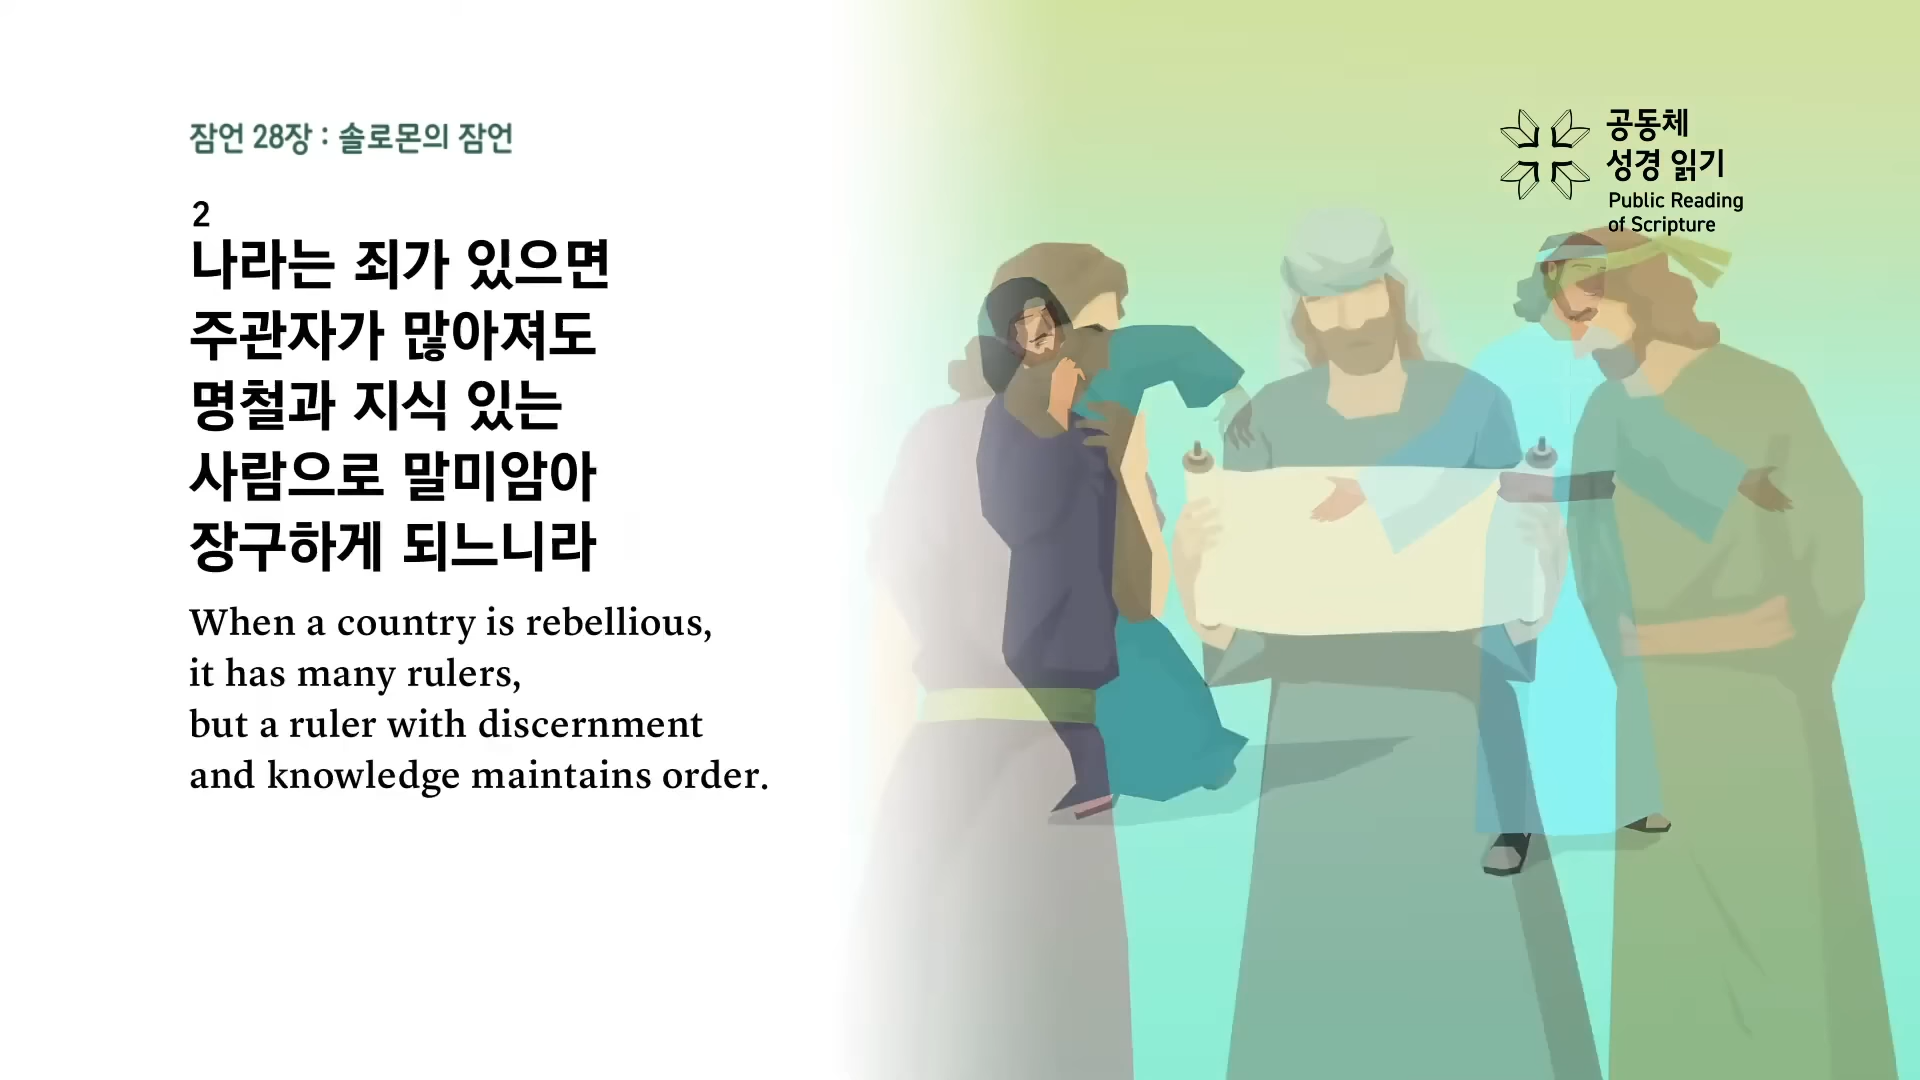 잠언 28장 : 솔로몬의 잠언
2
나라는 죄가 있으면
주관자가 많아져도
명철과 지식 있는
사람으로 말미암아
장구하게 되느니라
When a country is rebellious,
it has many rulers,
but a ruler with discernment
and knowledge maintains order.
공동체
성경 읽기
Public Reading
of Scripture